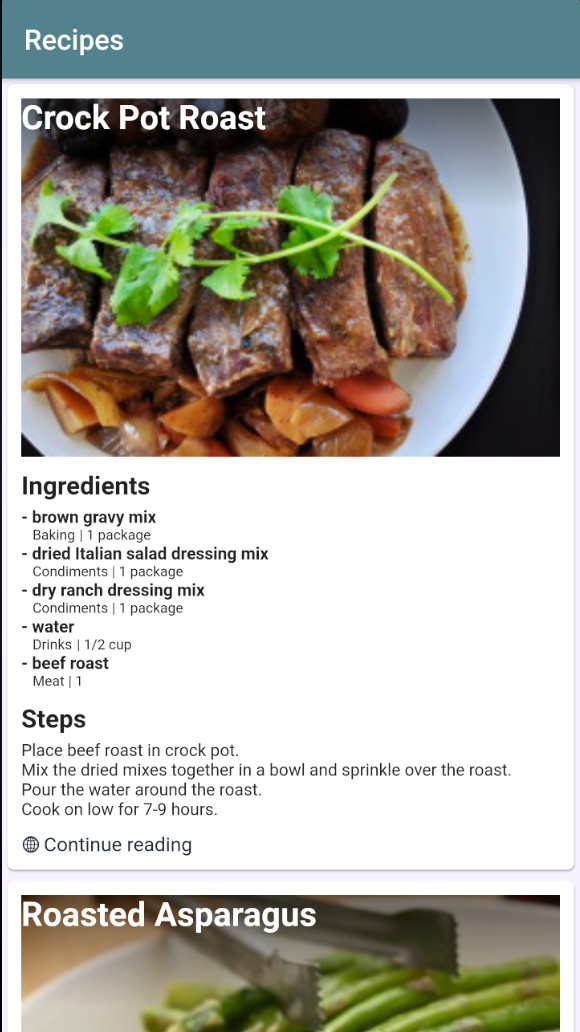 Recipes
Crock Pot Roast
Ingredients
- brown gravy mix
Baking | 1 package
- dried Italian salad dressing mix
Condiments | 1 package
- dry ranch dressing mix
Condiments | 1 package
- water
Drinks | 1/2 cup
- beef roast
Meat | 1
Steps
Place beef roast in crock pot.
Mix the dried mixes together in a bowl and sprinkle over the roast.
Pour the water around the roast.
Cook on low for 7-9 hours.
Continue reading
Roasted Asparagus